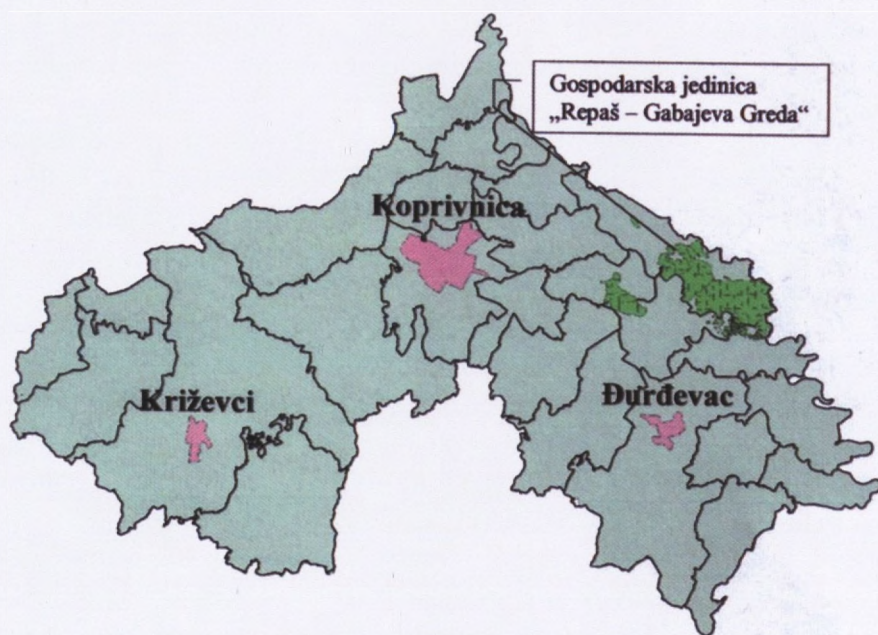 Gospodarska jedinica
„Repaš – Gabajeva Greda“
Koprivnica
Križevci
Đurđevac